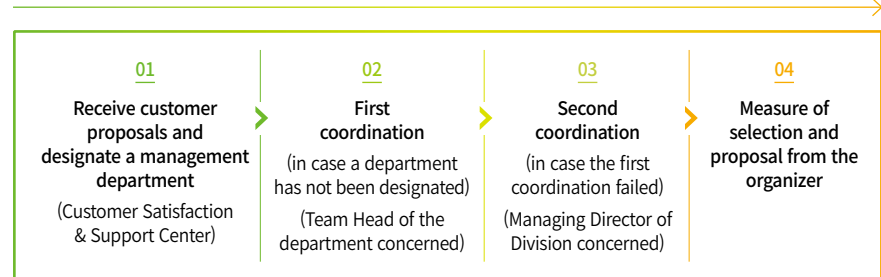 01
Receive customer
proposals and
designate a management
department
(Customer Satisfaction
& Support Center)
02
First
coordination
(in case a department
has not been designated)
(Team Head of the
department concerned)
03
Second
coordination
(in case the first
coordination failed)
(Managing Director of
Division concerned)
04
Measure of
selection and
proposal from the
organizer